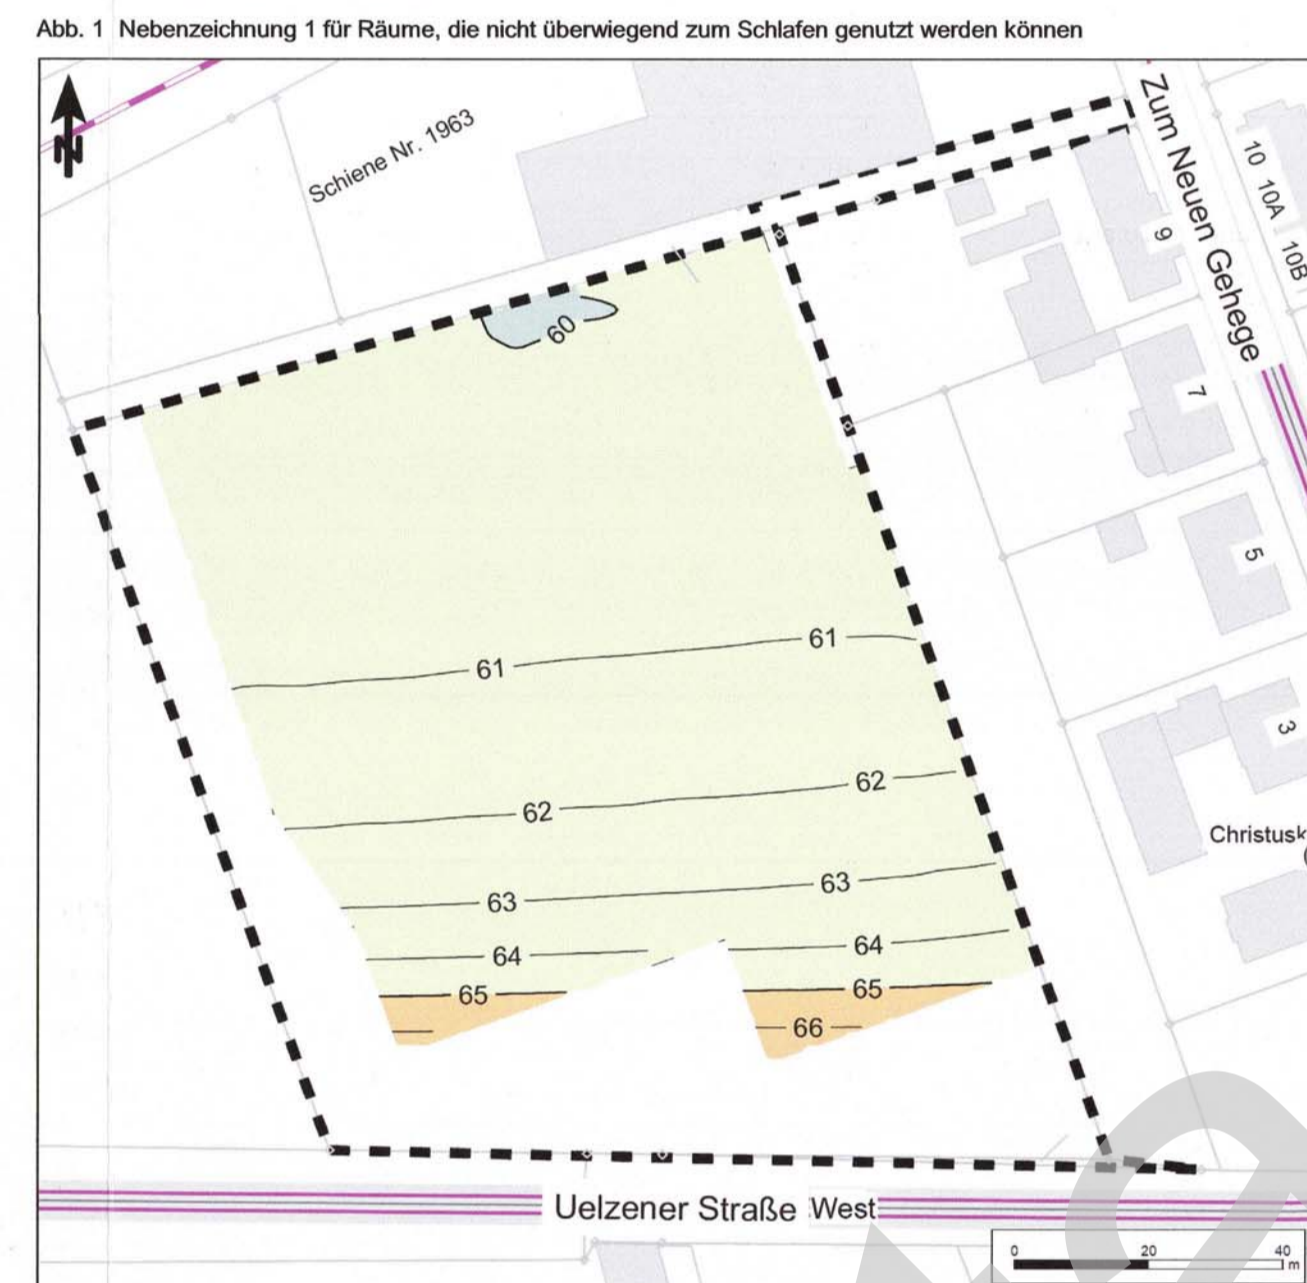 Abb. 1 Nebenzeichnung 1 für Räume, die nicht überwiegend zum Schlafen genutzt werden können
N
Schiene Nr. 1963
Zum Neuen Gehege
10 10A 10B
9
7
5
3
Christusk
60
61 61
62 62
63 63
64 64
65 65
66
Uelzener Straße West
0 20 40
m